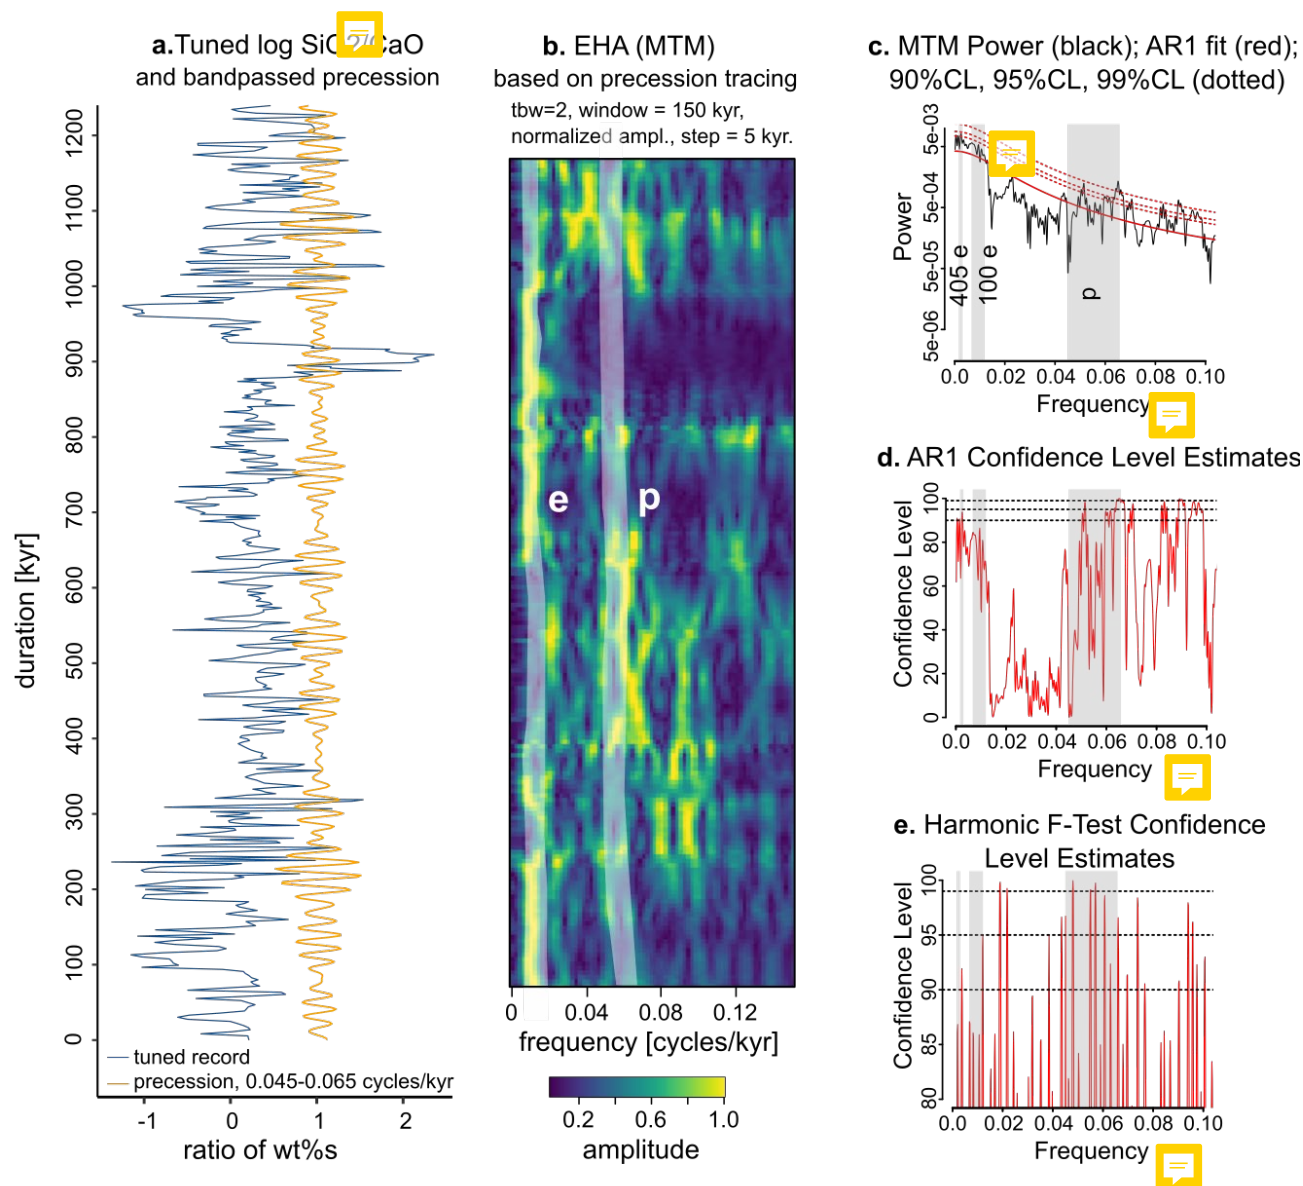 a.Tuned log SiO2/CaO
and bandpassed precession
duration [kyr]
1200
1100
1000
900
800
700
600
500
400
300
200
100
0
tuned record
precession, 0.045-0.065 cycles/kyr
-1 0 1 2
ratio of wt%s
b. EHA (MTM)
based on precession tracing
tbw=2, window = 150 kyr,
normalized ampl., step = 5 kyr.
e p
0 0.04 0.08 0.12
frequency [cycles/kyr]
0.2 0.6 1.0
amplitude
c. MTM Power (black); AR1 fit (red);
90%CL, 95%CL, 99%CL (dotted)
Power
5e-03
5e-04
5e-05
5e-06
405 e
100 e
p
0.0 0.02 0.04 0.06 0.08 0.10
Frequency
d. AR1 Confidence Level Estimates
Confidence Level
100
80
60
40
20
0
0.0 0.02 0.04 0.06 0.08 0.10
Frequency
e. Harmonic F-Test Confidence
Level Estimates
Confidence Level
100
95
90
85
80
0.0 0.02 0.04 0.06 0.08 0.10
Frequency